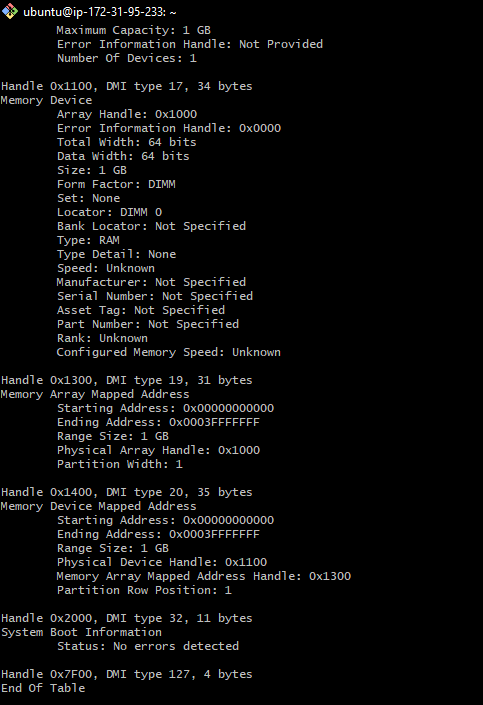 ubuntu@ip-172-31-95-233: ~
Maximum Capacity: 1 GB
Error Information Handle: Not Provided
Number Of Devices: 1
Handle 0x1100, DMI type 17, 34 bytes
Memory Device
Array Handle: 0x1000
Error Information Handle: 0x0000
Total Width: 64 bits
Data Width: 64 bits
Size: 1 GB
Form Factor: DIMM
Set: None
Locator: DIMM 0
Bank Locator: Not Specified
Type: RAM
Type Detail: None
Speed: Unknown
Manufacturer: Not Specified
Serial Number: Not Specified
Asset Tag: Not Specified
Part Number: Not Specified
Rank: Unknown
Configured Memory Speed: Unknown
Handle 0x1300, DMI type 19, 31 bytes
Memory Array Mapped Address
Starting Address: 0x00000000000
Ending Address: 0x0003FFFFFFF
Range Size: 1 GB
Physical Array Handle: 0x1000
Partition Width: 1
Handle 0x1400, DMI type 20, 35 bytes
Memory Device Mapped Address
Starting Address: 0x00000000000
Ending Address: 0x0003FFFFFFF
Range Size: 1 GB
Physical Device Handle: 0x1100
Memory Array Mapped Address Handle: 0x1300
Partition Row Position: 1
Handle 0x2000, DMI type 32, 11 bytes
System Boot Information
Status: No errors detected
Handle 0x7F00, DMI type 127, 4 bytes
End Of Table